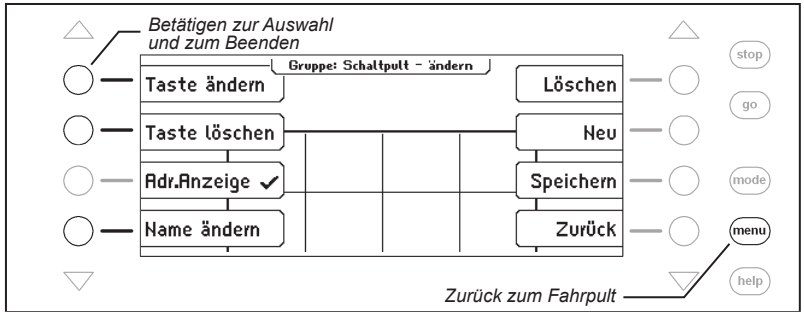 Betätigen zur Auswahl
und zum Beenden
Gruppe: Schaltpult - ändern
Taste ändern
Löschen
Taste löschen
Neu
Adr.Anzeige ✓
Speichern
Name ändern
Zurück
stop
go
mode
menu
help
Zurück zum Fahrpult